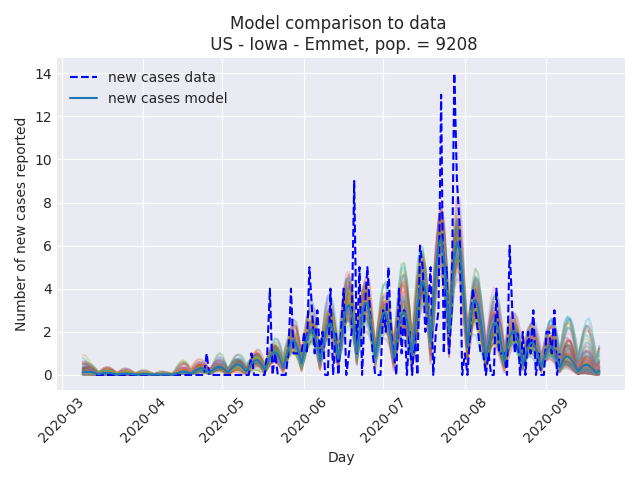 Model comparison to data
US - Iowa - Emmet, pop. = 9208
new cases data
new cases model
Number of new cases reported
14
12
10
8
6
4
2
0
2020-03
2020-04
2020-05
2020-06
2020-07
2020-08
2020-09
Day